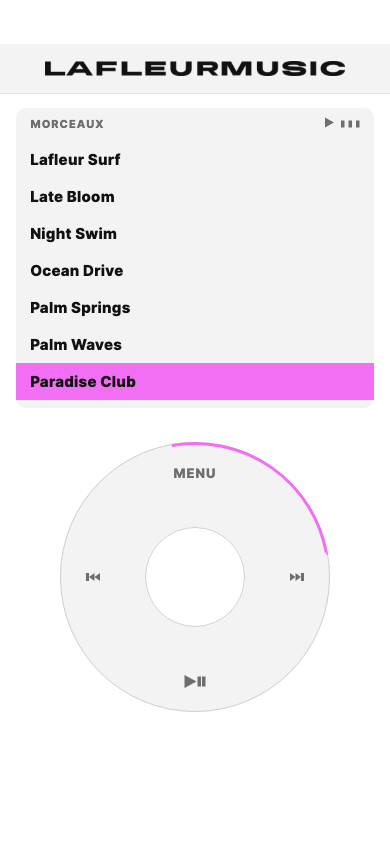 LAFLEURMUSIC
MORCEAUX
Lafleur Surf
Late Bloom
Night Swim
Ocean Drive
Palm Springs
Palm Waves
Paradise Club
MENU